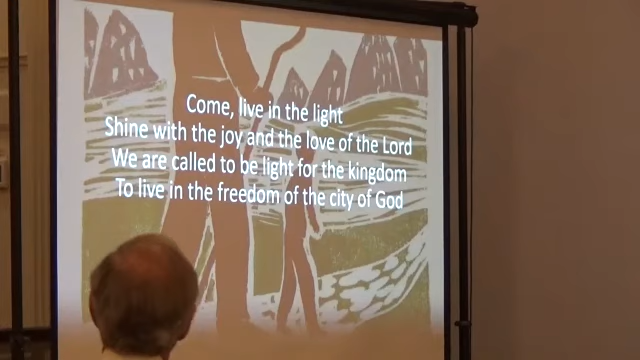 Come, live in the light
Shine with the joy and the love of the Lord
We are called to be light for the kingdom
To live in the freedom of the city of God